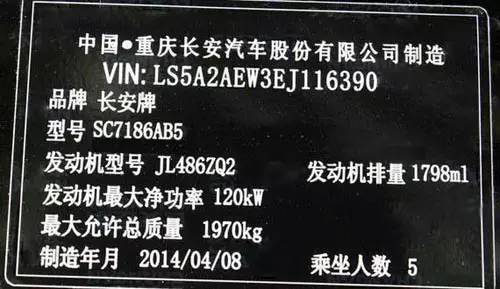 中国•重庆长安汽车股份有限公司制造
VIN: LS5A2AEW3EJ116390
品牌 长安牌
型号 SC7186AB5
发动机型号 JL486ZQ2 发动机排量 1798ml
发动机最大净功率 120kW
最大允许总质量 1970kg
制造年月 2014/04/08 乘坐人数 5